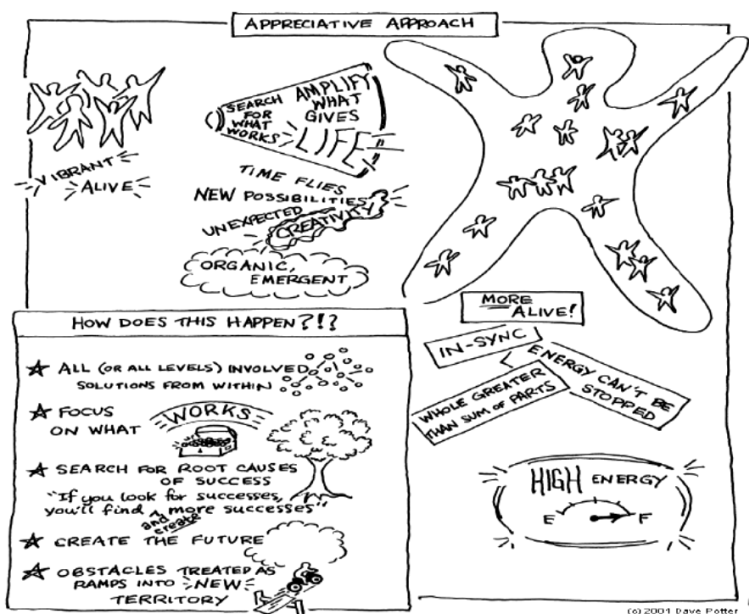 APPRECIATIVE APPROACH
VIBRANT
ALIVE
SEARCH
FOR
WHAT
WORKS
AMPLIFY
WHAT
GIVES
LIFE
TIME FLIES
NEW POSSIBILITIES
UNEXPECTED
CREATIVITY
ORGANIC,
EMERGENT
MORE
ALIVE!
IN-SYNC
ENERGY CAN'T BE
STOPPED
WHOLE GREATER
THAN SUM OF PARTS
HIGH ENERGY
E F
HOW DOES THIS HAPPEN?!?
ALL (OR ALL LEVELS) INVOLVED
SOLUTIONS FROM WITHIN
FOCUS
ON WHAT
WORKS
SEARCH FOR ROOT CAUSES
OF SUCCESS
"If you look for successes,
you'll find ^ more successes"
and
create
CREATE THE FUTURE
OBSTACLES TREATED AS
RAMPS INTO NEW
TERRITORY
(c) 2001 Dave Potter